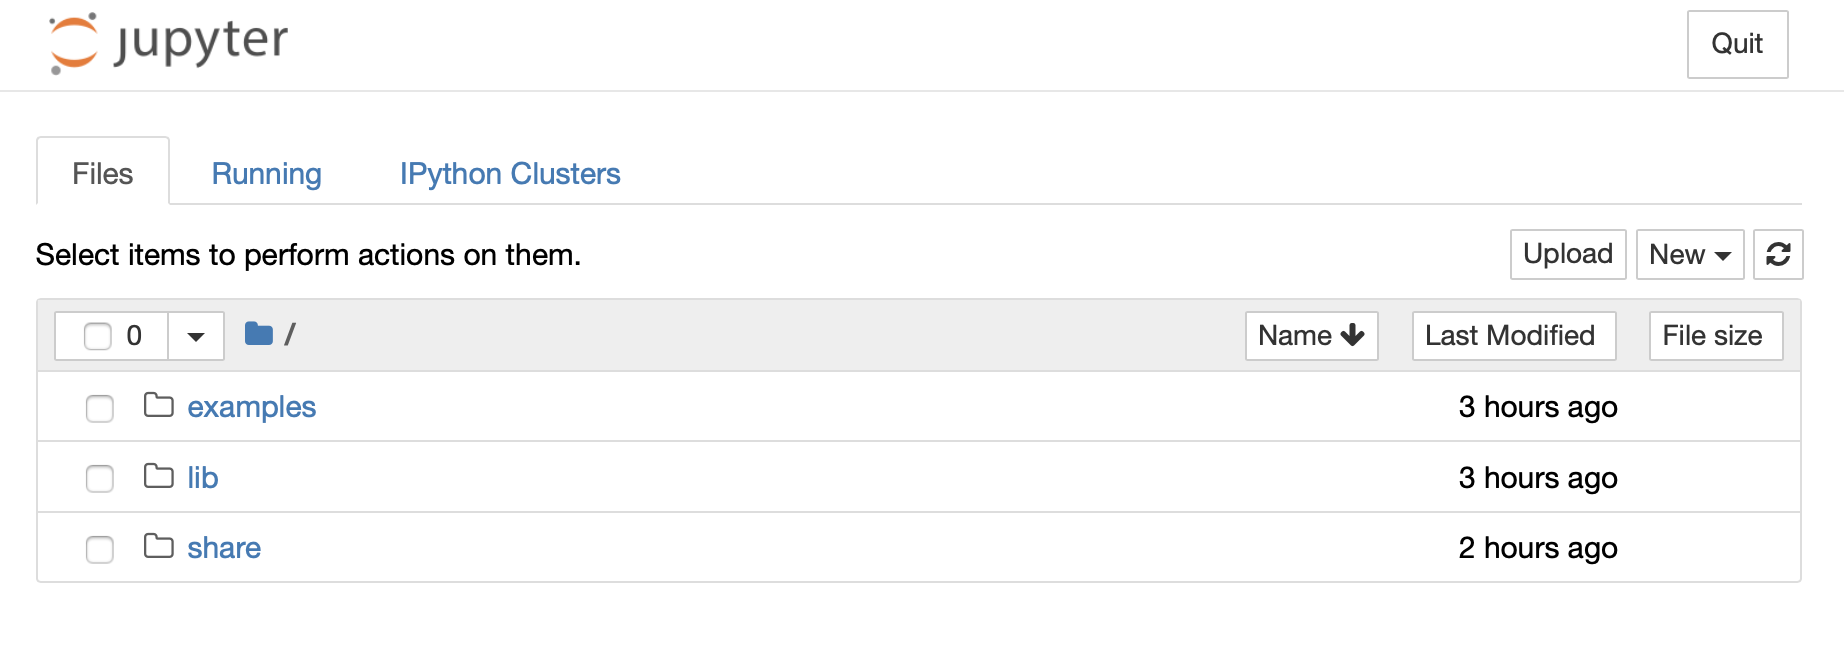 jupyter
Quit
Files Running IPython Clusters
Select items to perform actions on them.
Upload New
0 / Name Last Modified File size
examples 3 hours ago
lib 3 hours ago
share 2 hours ago